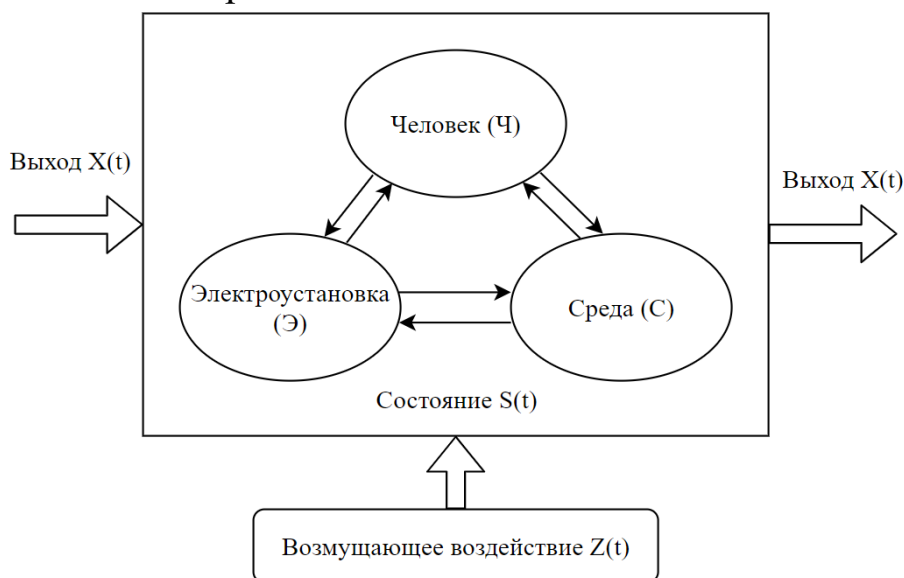 Человек (Ч)
Выход X(t)
Выход X(t)
Электроустановка
(Э)
Среда (С)
Состояние S(t)
Возмущающее воздействие Z(t)